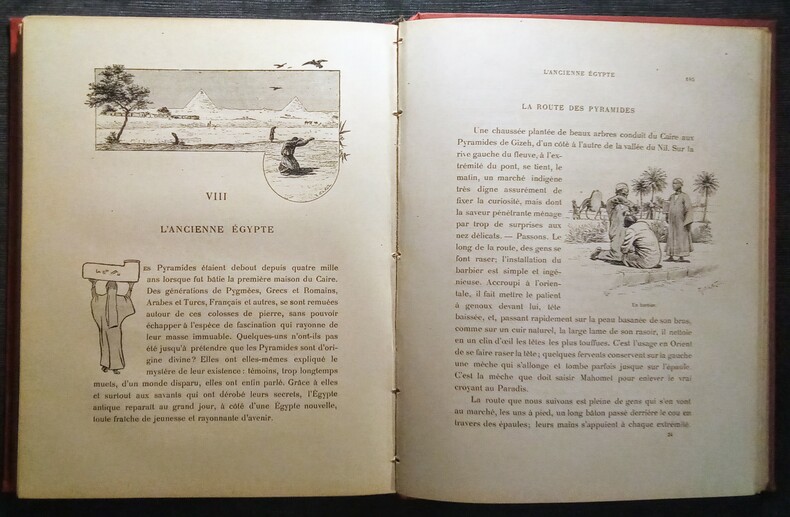 VIII
L'ANCIENNE ÉGYPTE
ES Pyramides étaient debout depuis quatre mille
ans lorsque fut bâtie la première maison du Caire.
Des générations de Pygmées, Grecs et Romains,
Arabes et Turcs, Français et autres, se sont remuées
autour de ces colosses de pierre, sans pouvoir
échapper à l'espèce de fascination qui rayonne de
leur masse immuable. Quelques-uns n'ont-ils pas
été jusqu'à prétendre que les Pyramides sont d'ori-
gine divine? Elles ont elles-mêmes expliqué le
mystère de leur existence : témoins, trop longtemps
muets, d'un monde disparu, elles ont enfin parlé. Grâce à elles
et surtout aux savants qui ont dérobé leurs secrets, l'Égypte
antique reparaît au grand jour, à côté d'une Égypte nouvelle,
toute fraîche de jeunesse et rayonnante d'avenir.
L'ANCIENNE ÉGYPTE
LA ROUTE DES PYRAMIDES
Une chaussée plantée de beaux arbres conduit du Caire aux
Pyramides de Gizeh, d'un côté à l'autre de la vallée du Nil. Sur la
rive gauche du fleuve, à l'ex-
trémité du pont, se tient, le
matin, un marché indigène
très digne assurément de
fixer la curiosité, mais dont
la saveur pénétrante ménage
par trop de surprises aux
nez délicats. — Passons. Le
long de la route, des gens se
font raser; l'installation du
barbier est simple et ingé-
nieuse. Accroupi à l'orien-
tale, il fait mettre le patient
à genoux devant lui, tête
Un barbier.
baissée, et, passant rapidement sur la peau basanée de son bras,
comme sur un cuir naturel, la large lame de son rasoir, il nettoie
en un clin d'œil les têtes les plus touffues. C'est l'usage en Orient
de se faire raser la tête; quelques fervents conservent sur la gauche
une mèche qui s'allonge et tombe parfois jusque sur l'épaule.
C'est la mèche que doit saisir Mahomet pour enlever le vrai
croyant au Paradis.
La route que nous suivons est pleine de gens qui s'en vont
au marché, les uns à pied, un long bâton passé derrière le cou en
travers des épaules; leurs mains s'appuient à chaque extrémité